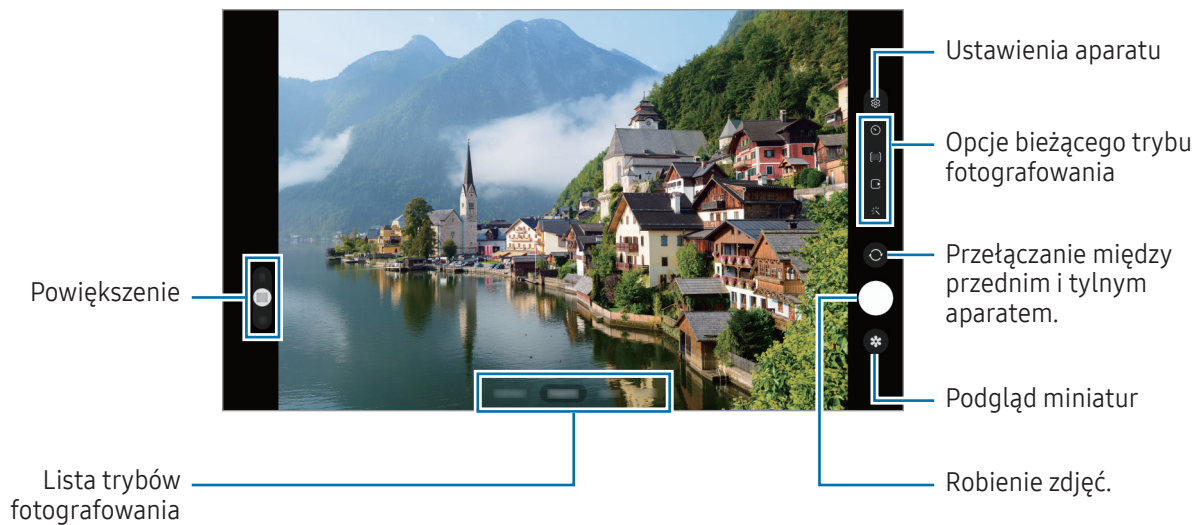 Ustawienia aparatu
Opcje bieżącego trybu
fotografowania
Przełączanie między
przednim i tylnym
aparatem.
Powiększenie
Podgląd miniatur
Lista trybów
fotografowania
Robienie zdjęć.